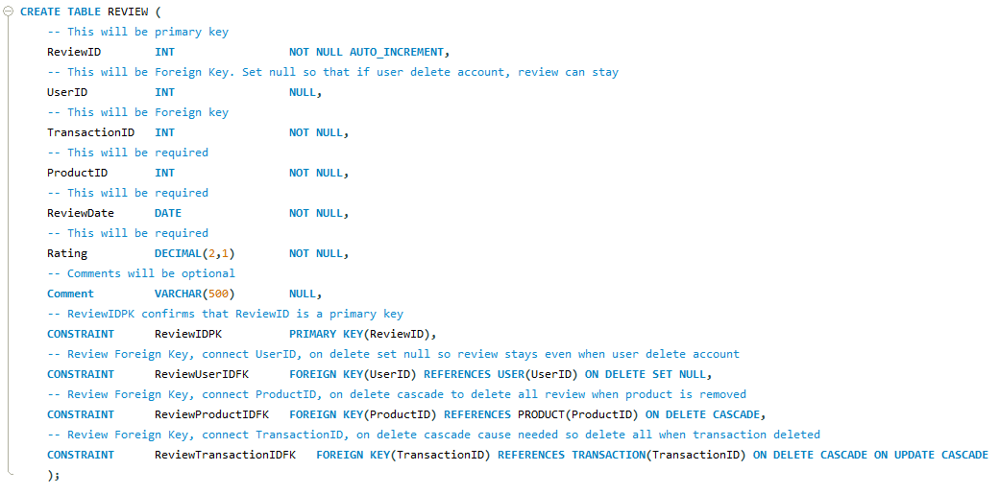 CREATE TABLE REVIEW (
-- This will be primary key
ReviewID INT NOT NULL AUTO_INCREMENT,
-- This will be Foreign Key. Set null so that if user delete account, review can stay
UserID INT NULL,
-- This will be Foreign key
TransactionID INT NOT NULL,
-- This will be required
ProductID INT NOT NULL,
-- This will be required
ReviewDate DATE NOT NULL,
-- This will be required
Rating DECIMAL(2,1) NOT NULL,
-- Comments will be optional
Comment VARCHAR(500) NULL,
-- ReviewIDPK confirms that ReviewID is a primary key
CONSTRAINT ReviewIDPK PRIMARY KEY(ReviewID),
-- Review Foreign Key, connect UserID, on delete set null so review stays even when user delete account
CONSTRAINT ReviewUserIDFK FOREIGN KEY(UserID) REFERENCES USER(UserID) ON DELETE SET NULL,
-- Review Foreign Key, connect ProductID, on delete cascade to delete all review when product is removed
CONSTRAINT ReviewProductIDFK FOREIGN KEY(ProductID) REFERENCES PRODUCT(ProductID) ON DELETE CASCADE,
-- Review Foreign Key, connect TransactionID, on delete cascade cause needed so delete all when transaction deleted
CONSTRAINT ReviewTransactionIDFK FOREIGN KEY(TransactionID) REFERENCES TRANSACTION(TransactionID) ON DELETE CASCADE ON UPDATE CASCADE
);